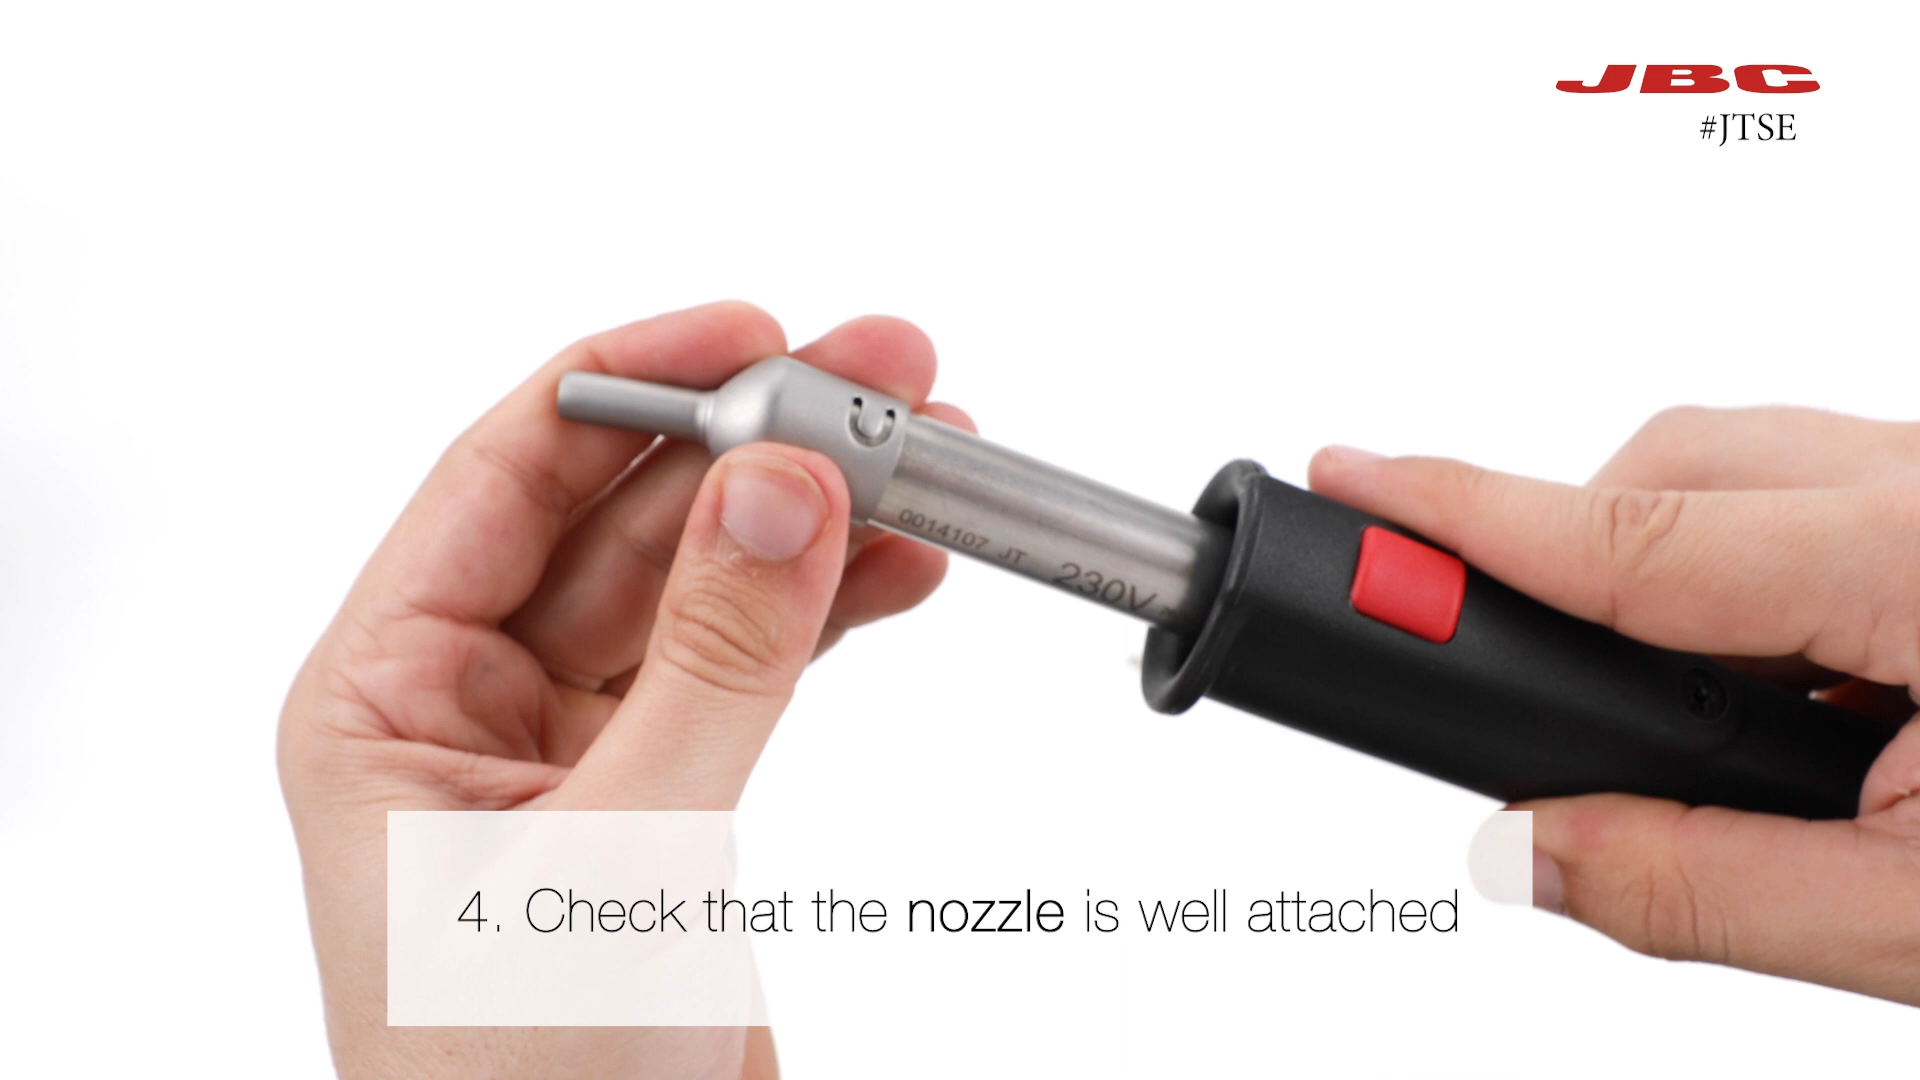 JBC
#JTSE
0014107 JT 230V~
4. Check that the nozzle is well attached